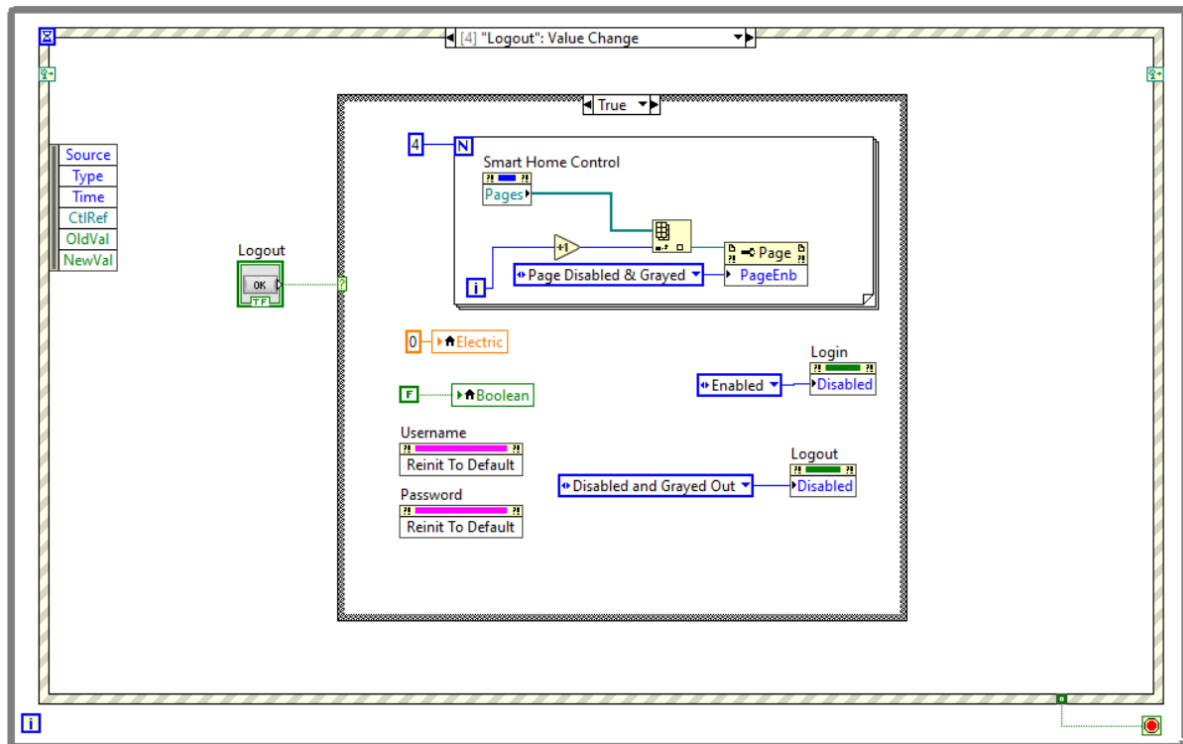 [4] "Logout": Value Change
True
4
N
Smart Home Control
Pages
Source
Type
Time
CtlRef
OldVal
NewVal
+1
Page
Page Disabled & Grayed
PageEnb
i
Logout
OK
TF
?
0
Electric
Login
Enabled
Disabled
F
Boolean
Username
Reinit To Default
Logout
Disabled and Grayed Out
Disabled
Password
Reinit To Default
i